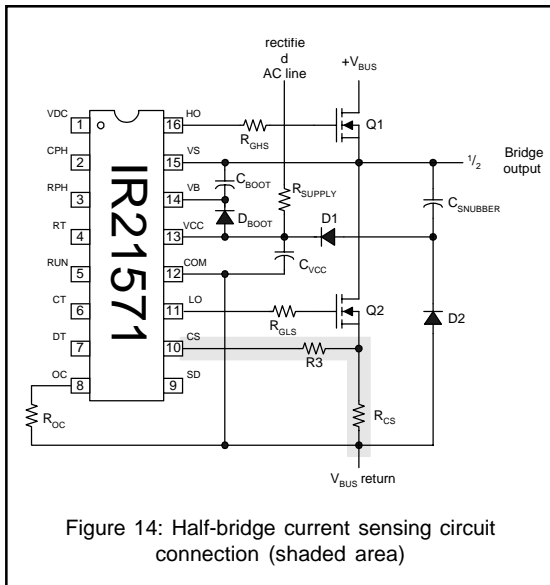 rectifie
d
AC line
+VBUS
VDC
1
16
HO
RGHS
Q1
CPH
2
15
VS
1/2 Bridge
output
CBOOT
RSUPPLY
CSNUBBER
RPH
3
14
VB
DBOOT
D1
RT
4
13
VCC
CVCC
RUN
5
12
COM
IR21571
CT
6
11
LO
RGLS
Q2
D2
DT
7
10
CS
R3
OC
8
9
SD
ROC
RCS
VBUS return
Figure 14: Half-bridge current sensing circuit
connection (shaded area)